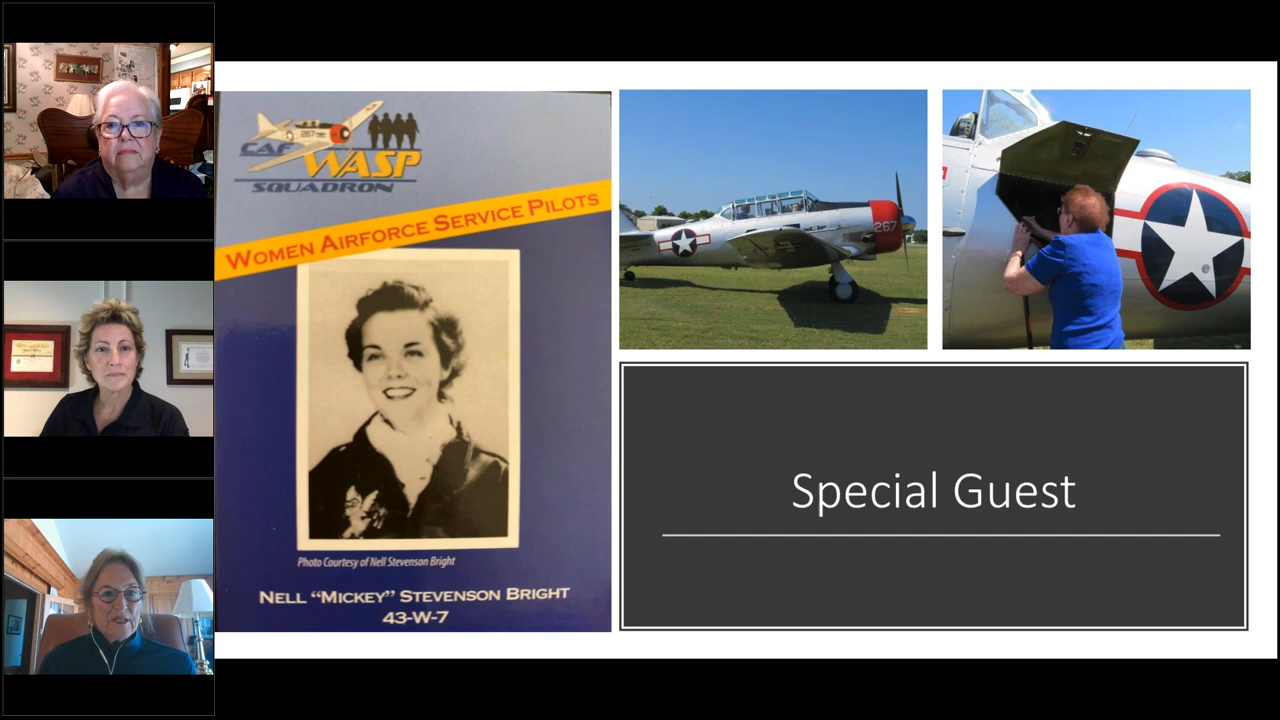 CAF
267
WASP
SQUADRON
WOMEN AIRFORCE SERVICE PILOTS
Photo Courtesy of Nell Stevenson Bright
NELL “MICKEY” STEVENSON BRIGHT
43-W-7
267
Special Guest